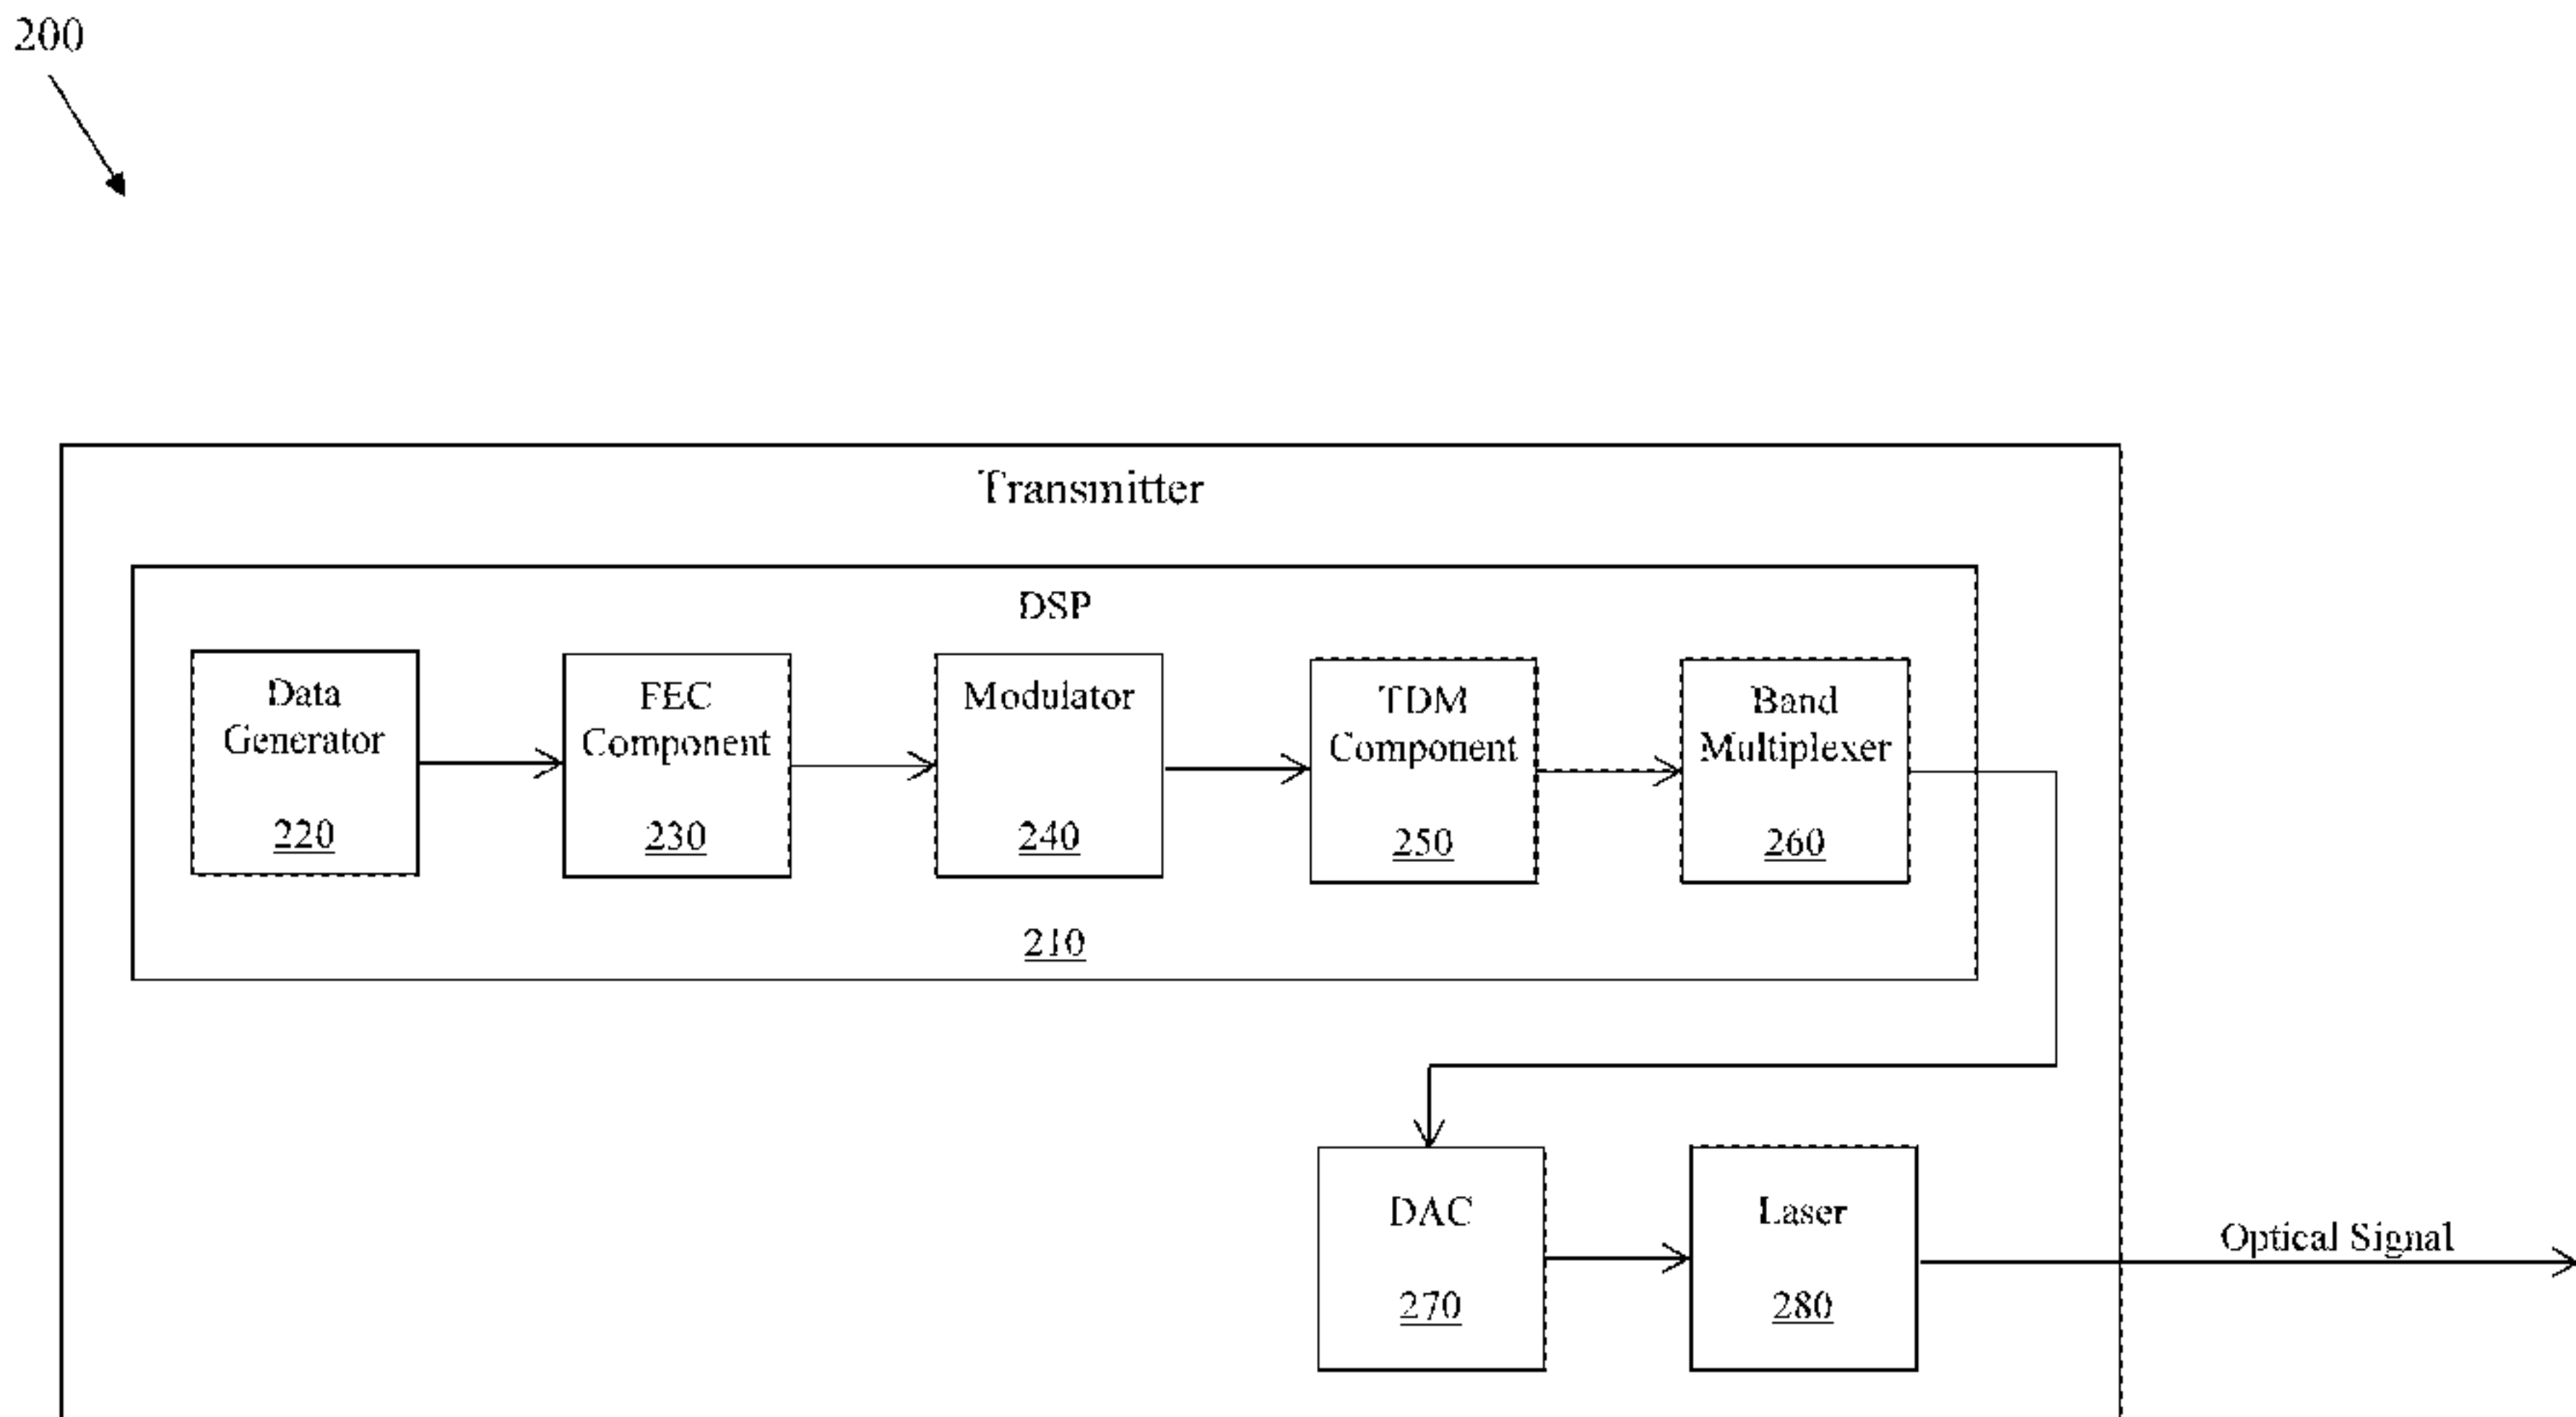 200
Transmitter
DSP
Data
Generator
220
FEC
Component
230
Modulator
240
TDM
Component
250
Band
Multiplexer
260
210
DAC
270
Laser
280
Optical Signal